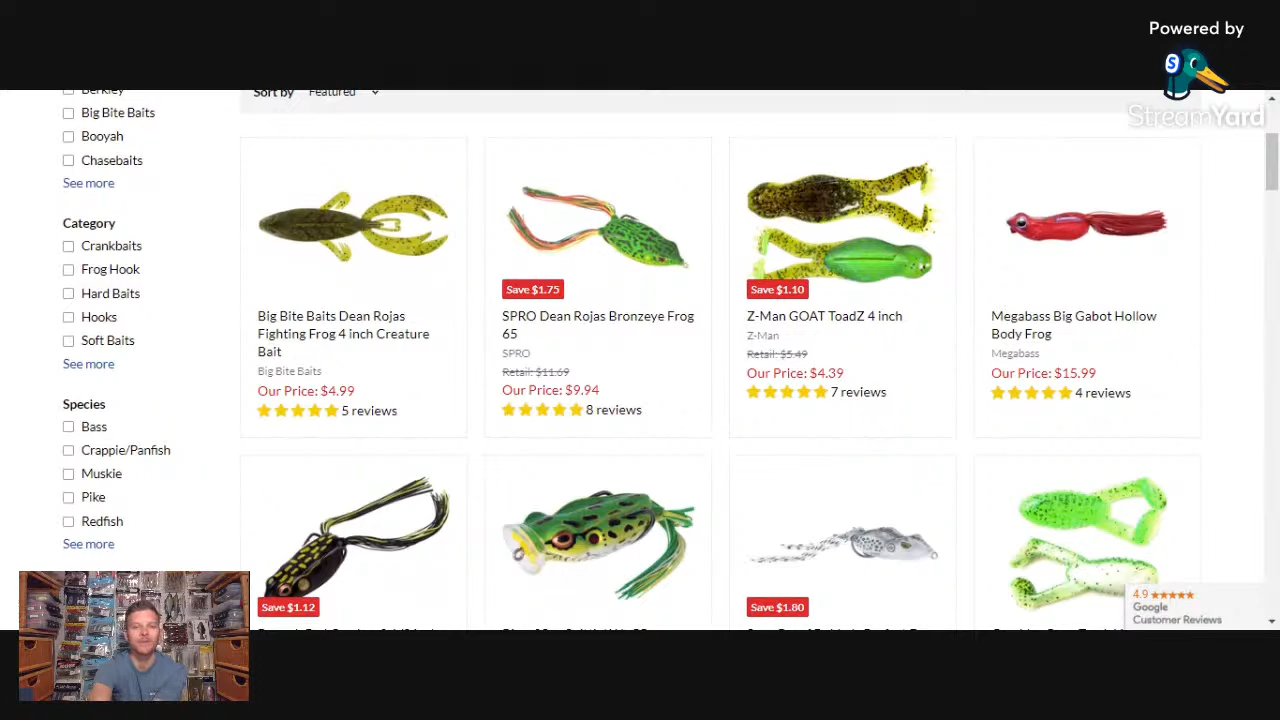 Powered by
S
StreamYard
Berkley
Big Bite Baits
Booyah
Chasebaits
See more
Category
Crankbaits
Frog Hook
Hard Baits
Hooks
Soft Baits
See more
Species
Bass
Crappie/Panfish
Muskie
Pike
Redfish
See more
Sort by Featured
Big Bite Baits Dean Rojas
Fighting Frog 4 inch Creature
Bait
Big Bite Baits
Our Price: $4.99
5 reviews
Save $1.75
SPRO Dean Rojas Bronzeye Frog
65
SPRO
Retail: $11.69
Our Price: $9.94
8 reviews
Save $1.10
Z-Man GOAT ToadZ 4 inch
Z-Man
Retail: $5.49
Our Price: $4.39
7 reviews
Megabass Big Gabot Hollow
Body Frog
Megabass
Our Price: $15.99
4 reviews
Save $1.12
Save $1.80
4.9
Google
Customer Reviews